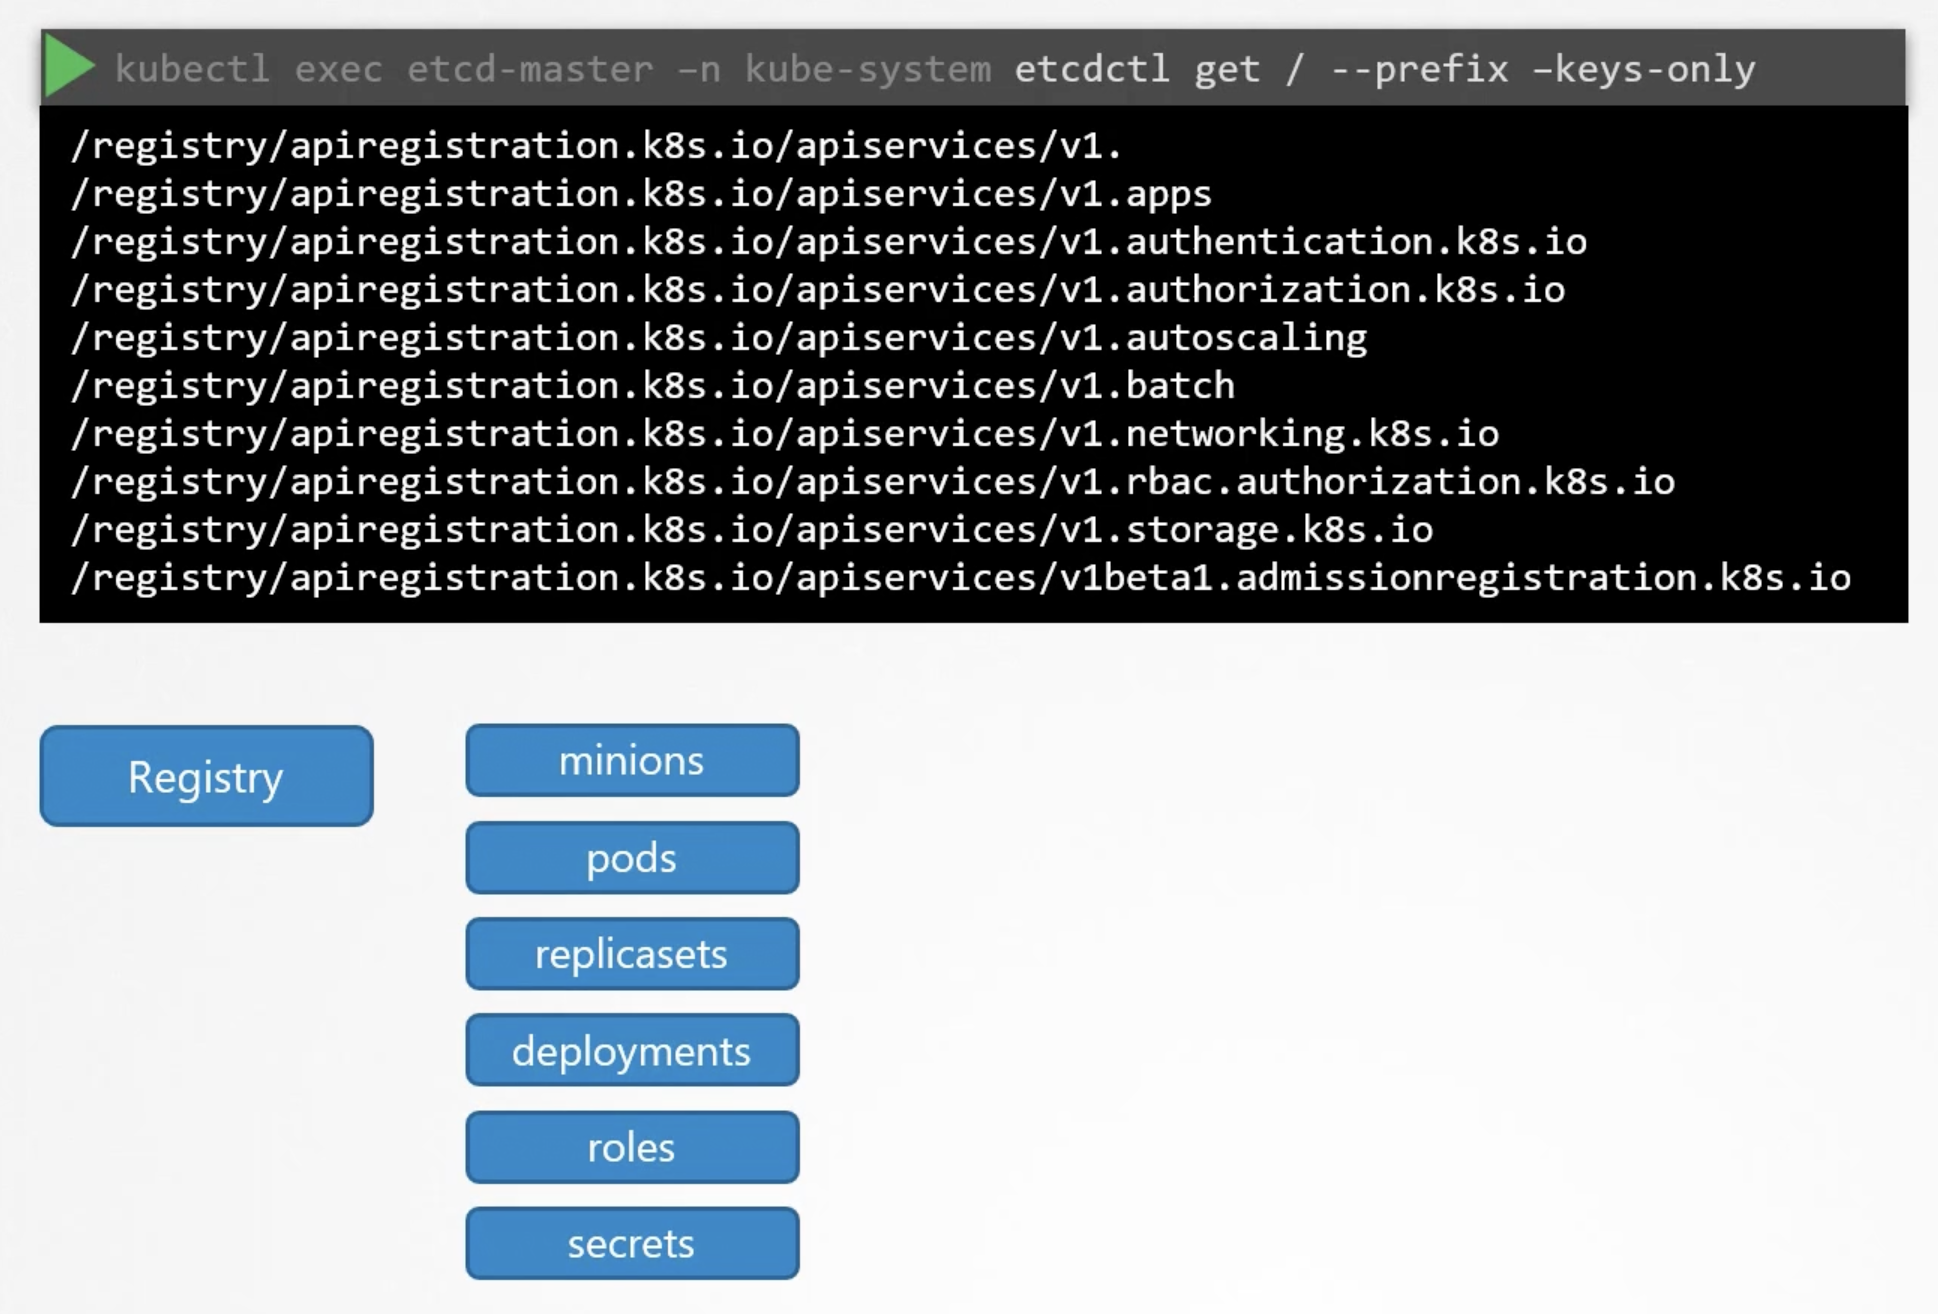 kubectl exec etcd-master –n kube-system etcdctl get / --prefix –keys-only
/registry/apiregistration.k8s.io/apiservices/v1.
/registry/apiregistration.k8s.io/apiservices/v1.apps
/registry/apiregistration.k8s.io/apiservices/v1.authentication.k8s.io
/registry/apiregistration.k8s.io/apiservices/v1.authorization.k8s.io
/registry/apiregistration.k8s.io/apiservices/v1.autoscaling
/registry/apiregistration.k8s.io/apiservices/v1.batch
/registry/apiregistration.k8s.io/apiservices/v1.networking.k8s.io
/registry/apiregistration.k8s.io/apiservices/v1.rbac.authorization.k8s.io
/registry/apiregistration.k8s.io/apiservices/v1.storage.k8s.io
/registry/apiregistration.k8s.io/apiservices/v1beta1.admissionregistration.k8s.io
Registry
minions
pods
replicasets
deployments
roles
secrets